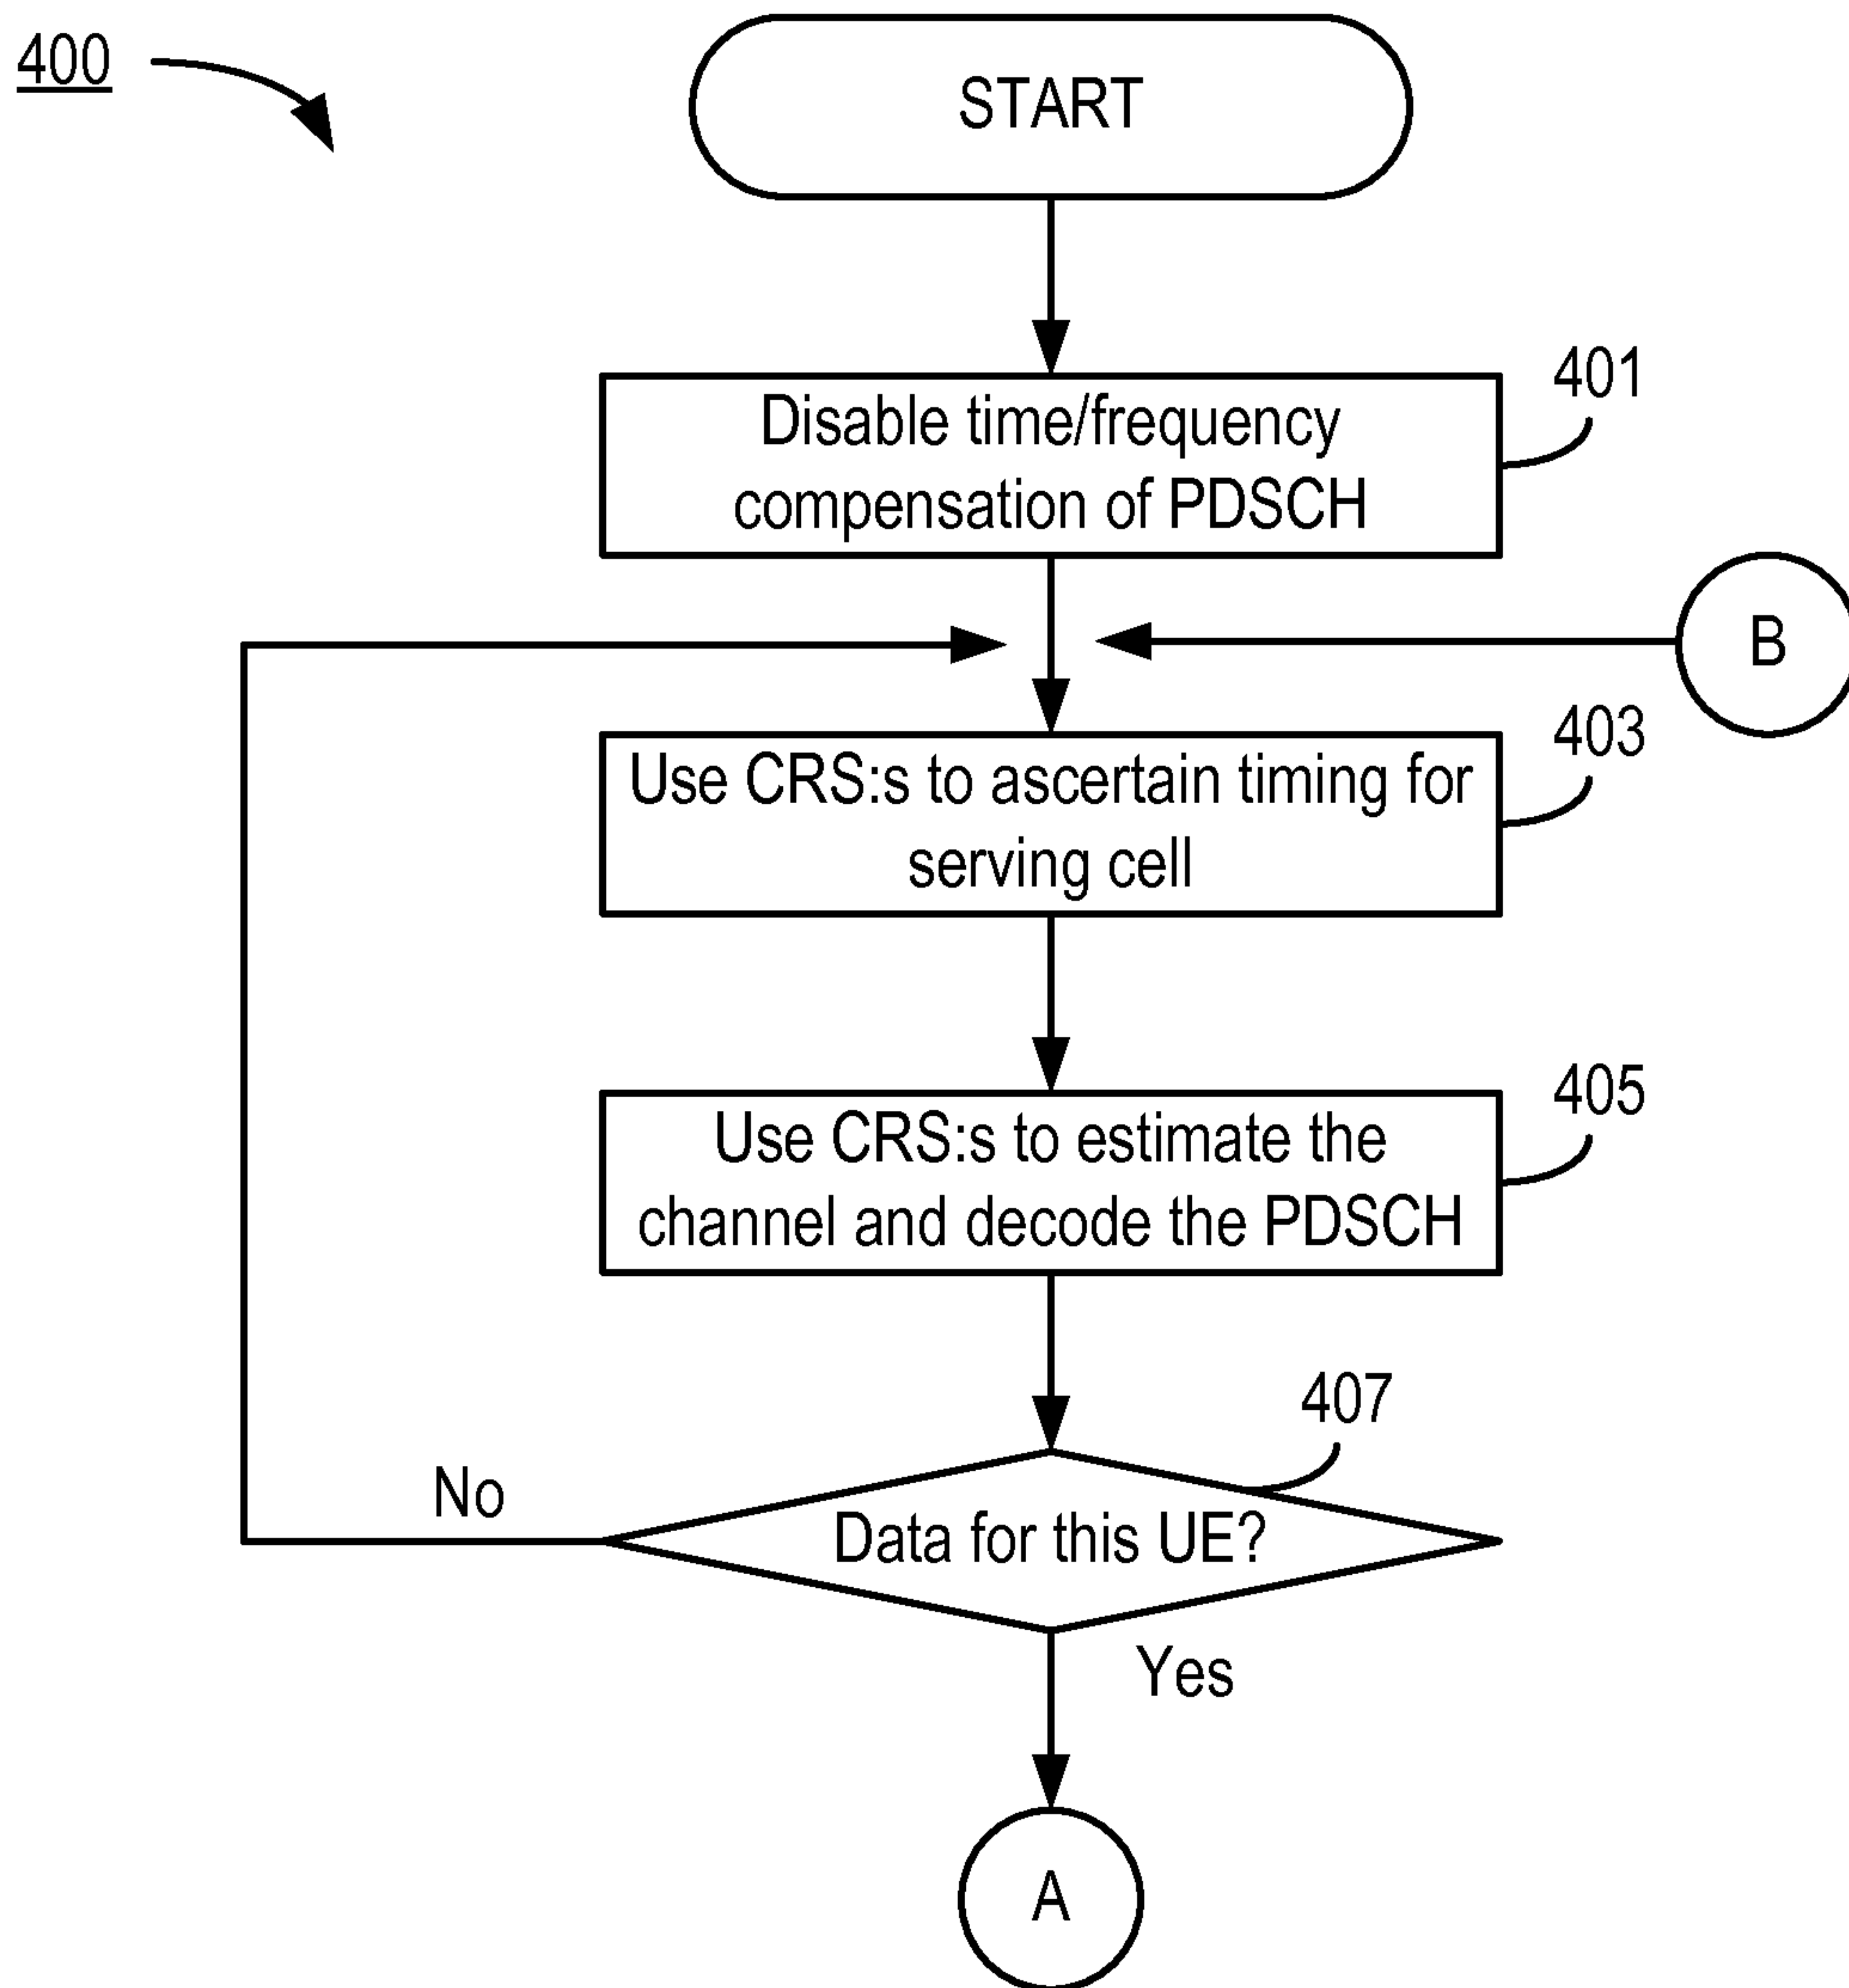 400
START
401
Disable time/frequency
compensation of PDSCH
B
403
Use CRS:s to ascertain timing for
serving cell
405
Use CRS:s to estimate the
channel and decode the PDSCH
407
No
Data for this UE?
Yes
A